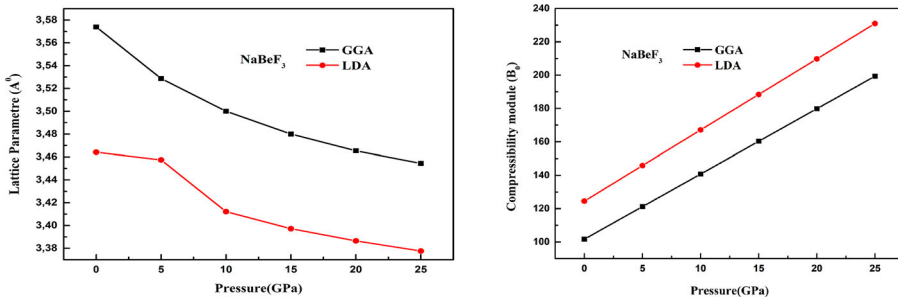 3,58
3,56
3,54
3,52
3,50
3,48
3,46
3,44
3,42
3,40
3,38
Lattice Parametre (A⁰)
NaBeF₃
GGA
LDA
0 5 10 15 20 25
Pressure(GPa)
240
220
200
180
160
140
120
100
Compressibility module (B₀)
NaBeF₃
GGA
LDA
0 5 10 15 20 25
Pressure(GPa)